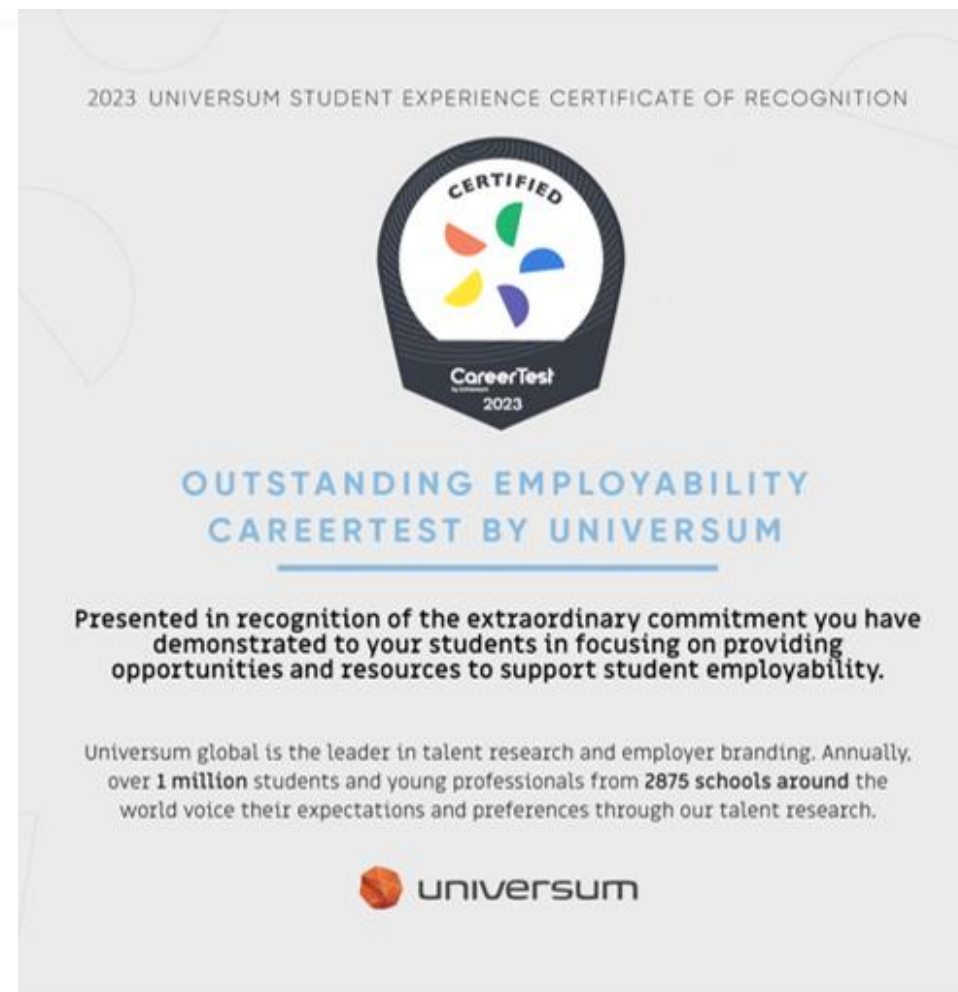 2023 UNIVERSUM STUDENT EXPERIENCE CERTIFICATE OF RECOGNITION
CERTIFIED
CareerTest
by Universum
2023
OUTSTANDING EMPLOYABILITY
CAREERTEST BY UNIVERSUM
Presented in recognition of the extraordinary commitment you have
demonstrated to your students in focusing on providing
opportunities and resources to support student employability.
Universum global is the leader in talent research and employer branding. Annually,
over 1 million students and young professionals from 2875 schools around the
world voice their expectations and preferences through our talent research.
universum